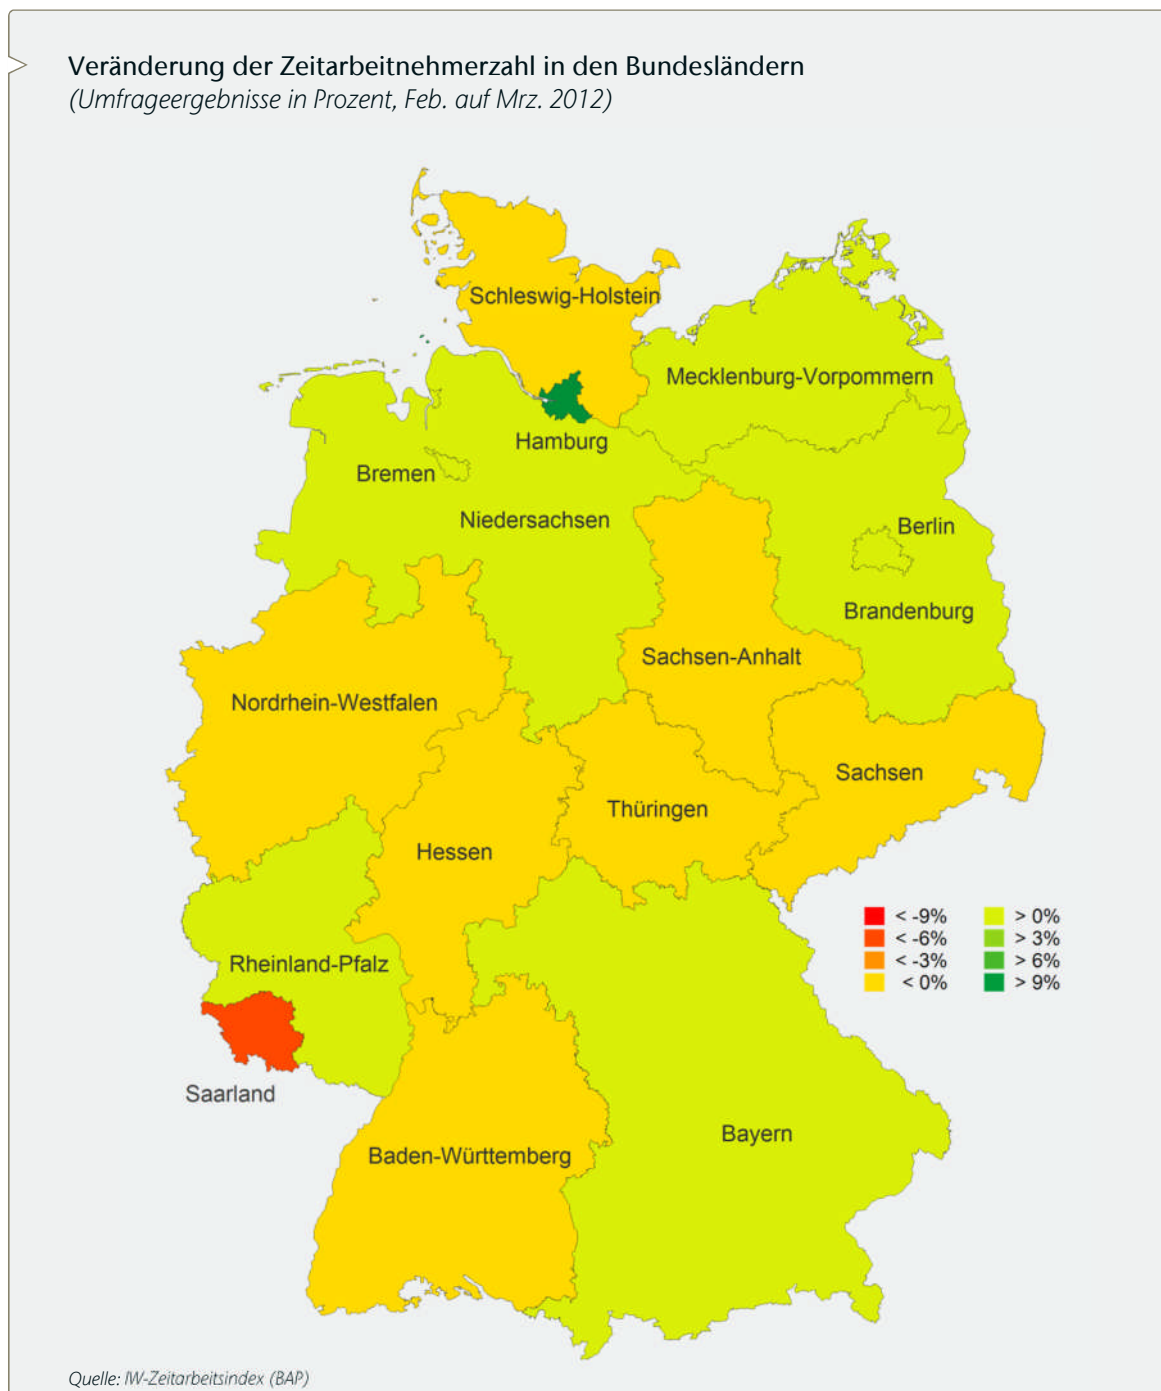 Veränderung der Zeitarbeitnehmerzahl in den Bundesländern
(Umfrageergebnisse in Prozent, Feb. auf Mrz. 2012)
Schleswig-Holstein
Mecklenburg-Vorpommern
Hamburg
Bremen
Niedersachsen
Berlin
Brandenburg
Sachsen-Anhalt
Nordrhein-Westfalen
Sachsen
Thüringen
Hessen
< -9% > 0%
< -6% > 3%
< -3% > 6%
< 0% > 9%
Rheinland-Pfalz
Saarland
Bayern
Baden-Württemberg
Quelle: IW-Zeitarbeitsindex (BAP)